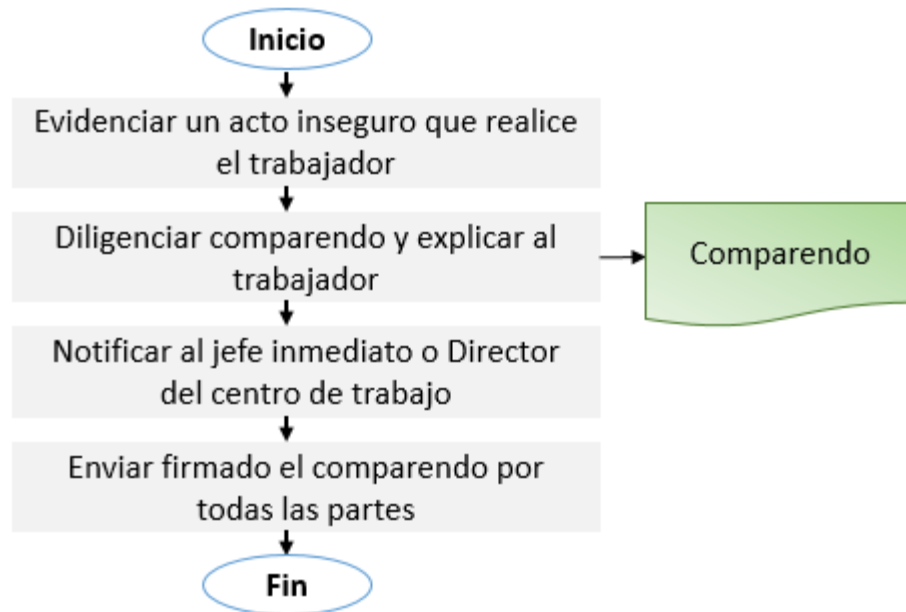 Inicio
Evidenciar un acto inseguro que realice
el trabajador
Diligenciar comparendo y explicar al
trabajador
Comparendo
Notificar al jefe inmediato o Director
del centro de trabajo
Enviar firmado el comparendo por
todas las partes
Fin